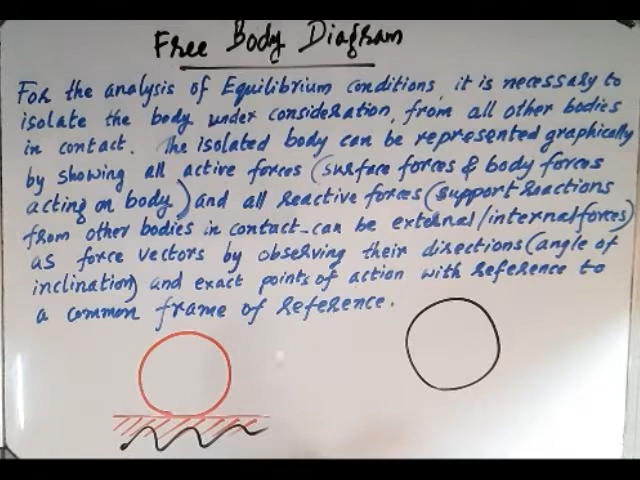 Free Body Diagram
For the analysis of Equilibrium conditions, it is necessary to
isolate the body under consideration, from all other bodies
in contact. The isolated body can be represented graphically
by showing all active forces (surface forces & body forces
acting on body) and all reactive forces (support reactions
from other bodies in contact - can be external/internal forces)
as force vectors by observing their directions (angle of
inclination) and exact points of action with reference to
a common frame of reference.